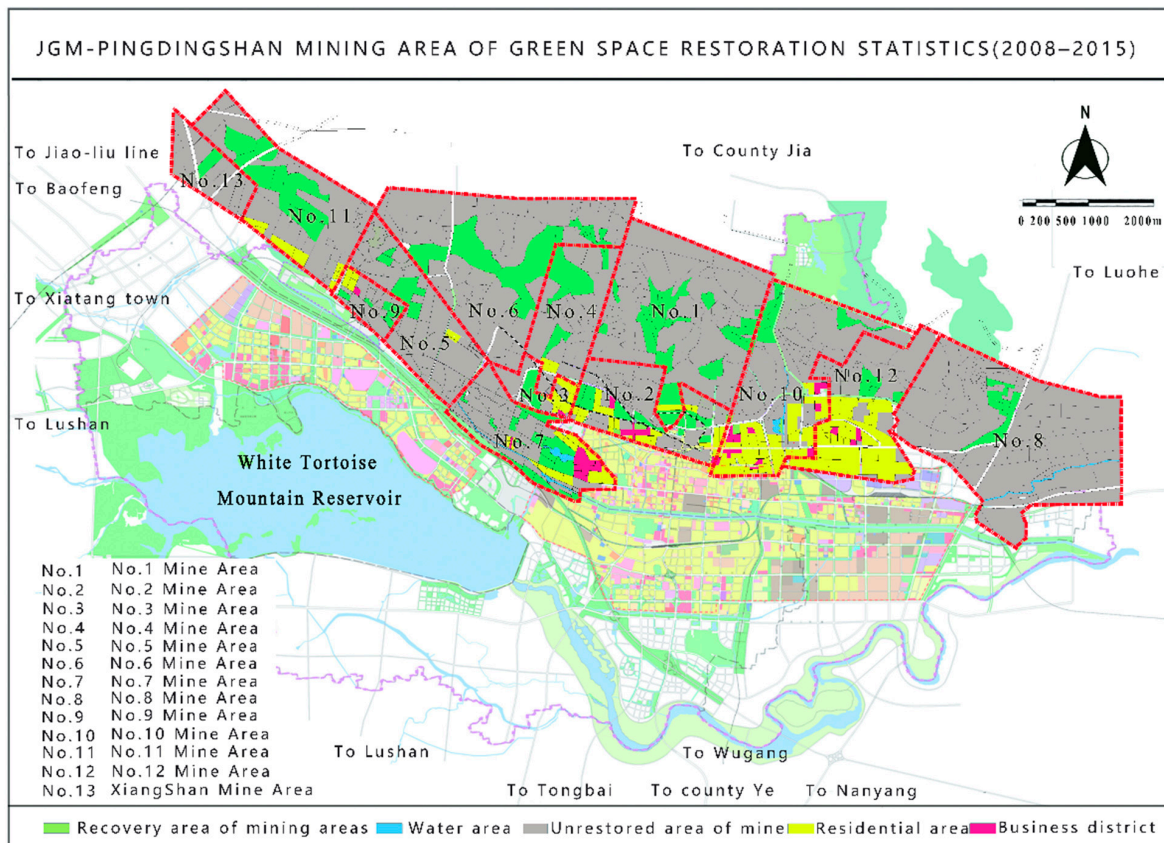 JGM-PINGDINGSHAN MINING AREA OF GREEN SPACE RESTORATION STATISTICS(2008–2015)
N
To Jiao-liu line
To County Jia
To Baofeng
No.13
0 200 500 1000 2000m
No.11
To Luohe
To Xiatang town
No.9
No.6
No.4
No.1
No.5
No.12
No.3
No.2
No.10
To Lushan
No.7
No.8
White Tortoise
Mountain Reservoir
No.1 No.1 Mine Area
No.2 No.2 Mine Area
No.3 No.3 Mine Area
No.4 No.4 Mine Area
No.5 No.5 Mine Area
No.6 No.6 Mine Area
No.7 No.7 Mine Area
No.8 No.8 Mine Area
No.9 No.9 Mine Area
No.10 No.10 Mine Area
No.11 No.11 Mine Area
No.12 No.12 Mine Area
No.13 XiangShan Mine Area
To Lushan
To Wugang
To Tongbai
To county Ye
To Nanyang
Recovery area of mining areas
Water area
Unrestored area of mine
Residential area
Business district